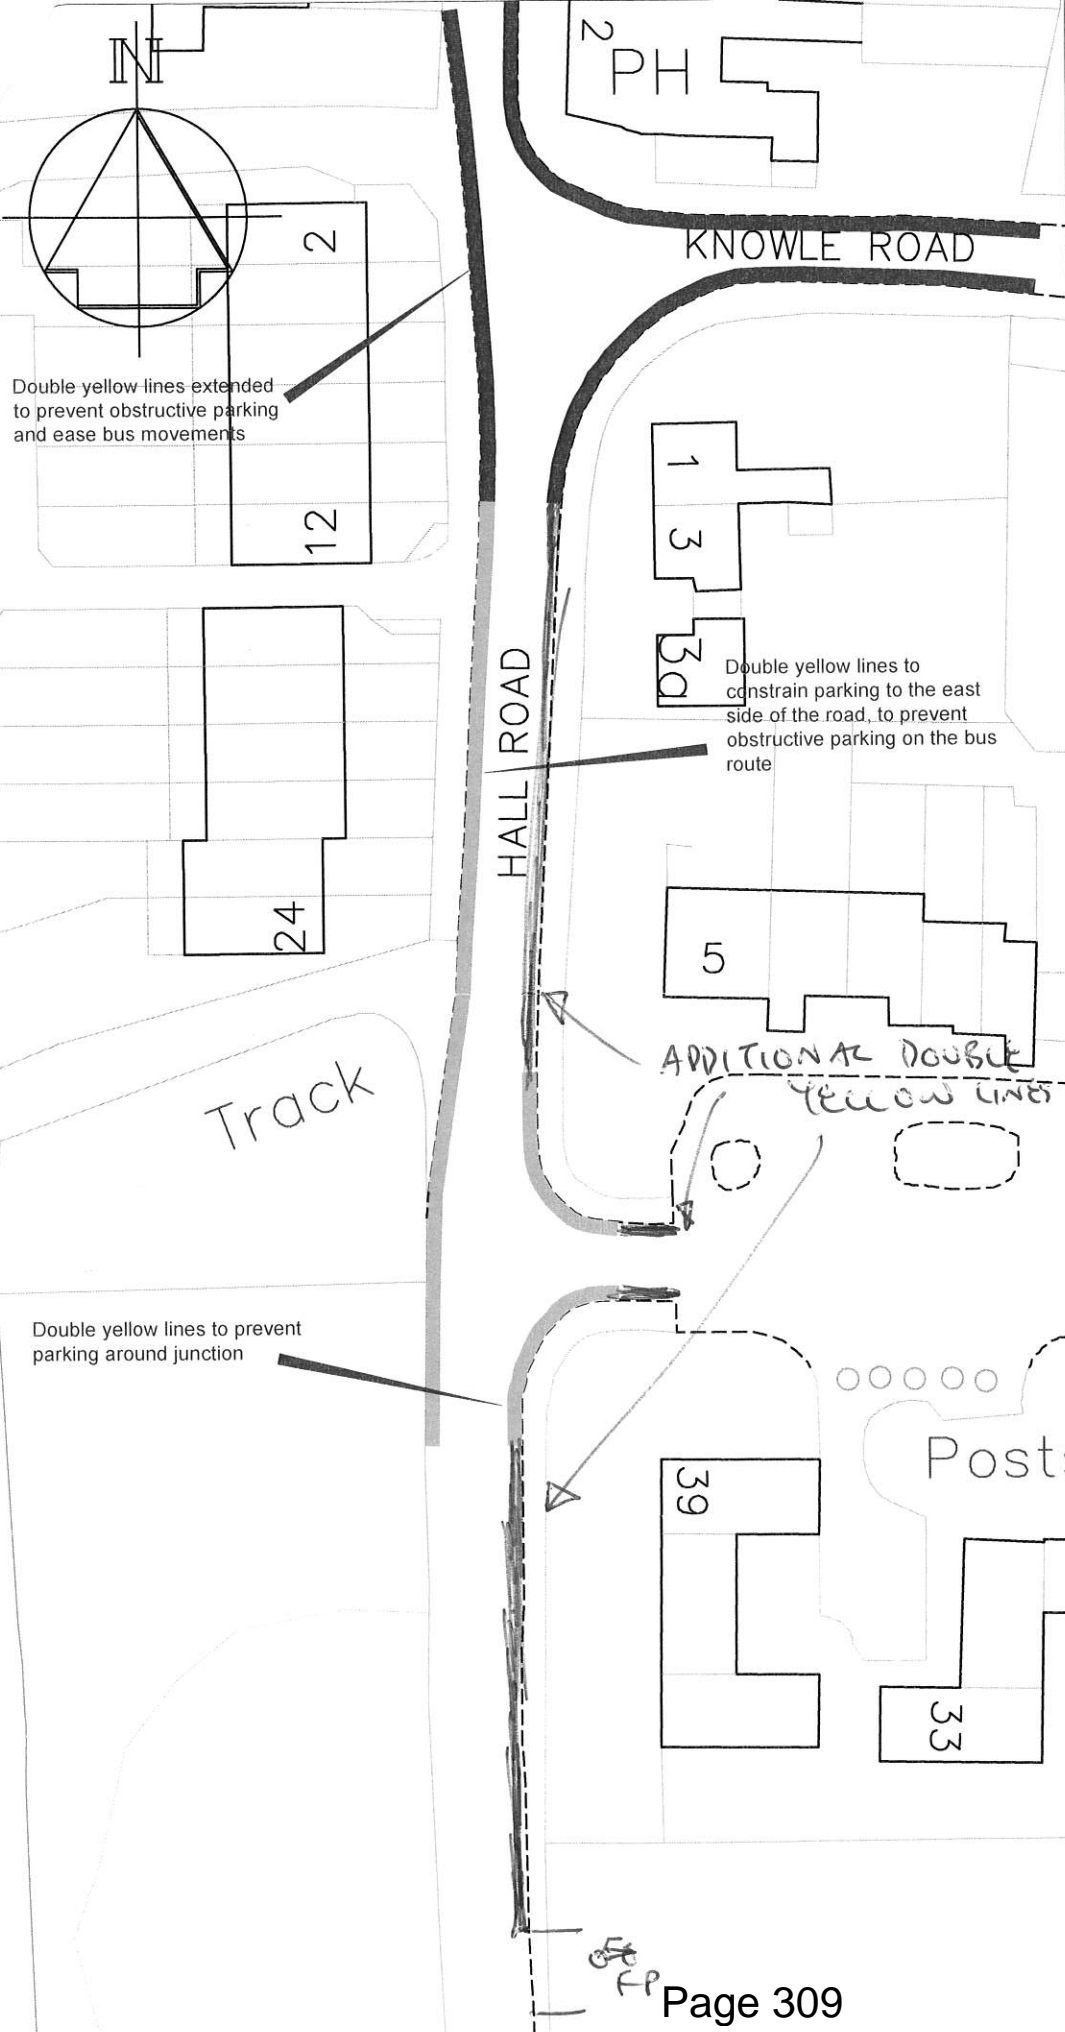 N
2
PH
KNOWLE ROAD
2
Double yellow lines extended
to prevent obstructive parking
and ease bus movements
12
1
3
3a
HALL ROAD
Double yellow lines to
constrain parking to the east
side of the road, to prevent
obstructive parking on the bus
route
24
5
ADDITIONAL DOUBLE
YELLOW LINES
Track
Double yellow lines to prevent
parking around junction
Posts
39
33
FP
Page 309